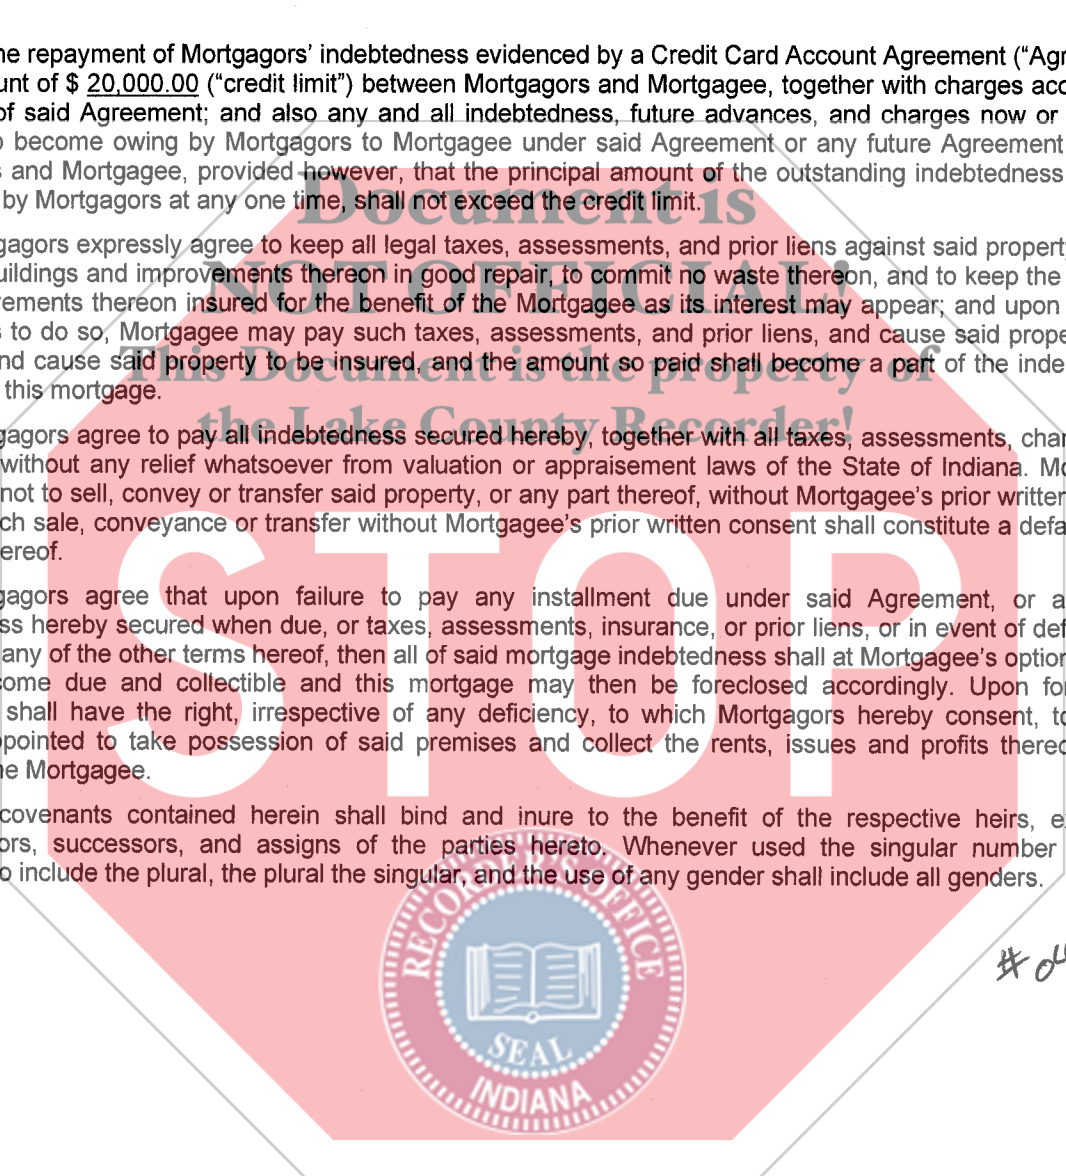 he repayment of Mortgagors' indebtedness evidenced by a Credit Card Account Agreement ("Agr
unt of $ 20,000.00 ("credit limit") between Mortgagors and Mortgagee, together with charges acc
of said Agreement; and also any and all indebtedness, future advances, and charges now or
o become owing by Mortgagors to Mortgagee under said Agreement or any future Agreement
s and Mortgagee, provided however, that the principal amount of the outstanding indebtedness
by Mortgagors at any one time, shall not exceed the credit limit.
Document is
gagors expressly agree to keep all legal taxes, assessments, and prior liens against said property
uildings and improvements thereon in good repair, to commit no waste thereon, and to keep the
NOT OFFICIAL!
rements thereon insured for the benefit of the Mortgagee as its interest may appear; and upon
s to do so, Mortgagee may pay such taxes, assessments, and prior liens, and cause said prope
nd cause said property to be insured, and the amount so paid shall become a part of the inde
This Document is the property of
this mortgage.
the Lake County Recorder!
gagors agree to pay all indebtedness secured hereby, together with all taxes, assessments, char
without any relief whatsoever from valuation or appraisement laws of the State of Indiana. Mo
not to sell, convey or transfer said property, or any part thereof, without Mortgagee's prior written
ch sale, conveyance or transfer without Mortgagee's prior written consent shall constitute a defa
ereof.
STOP
gagors agree that upon failure to pay any installment due under said Agreement, or a
ss hereby secured when due, or taxes, assessments, insurance, or prior liens, or in event of def
any of the other terms hereof, then all of said mortgage indebtedness shall at Mortgagee's option
ome due and collectible and this mortgage may then be foreclosed accordingly. Upon for
shall have the right, irrespective of any deficiency, to which Mortgagors hereby consent, to
pointed to take possession of said premises and collect the rents, issues and profits thereo
he Mortgagee.
covenants contained herein shall bind and inure to the benefit of the respective heirs, e
ors, successors, and assigns of the parties hereto. Whenever used the singular number
o include the plural, the plural the singular, and the use of any gender shall include all genders.
RECORDER'S OFFICE
SEAL
INDIANA
#